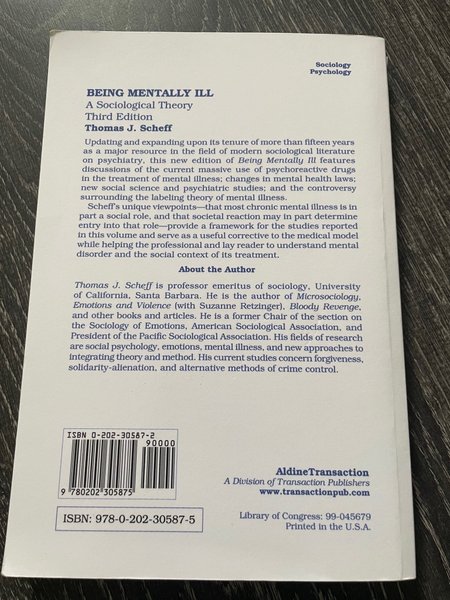 Sociology
Psychology
BEING MENTALLY ILL
A Sociological Theory
Third Edition
Thomas J. Scheff
Updating and expanding upon its tenure of more than fifteen years
as a major resource in the field of modern sociological literature
on psychiatry, this new edition of Being Mentally Ill features
discussions of the current massive use of psychoreactive drugs
in the treatment of mental illness; changes in mental health laws;
new social science and psychiatric studies; and the controversy
surrounding the labeling theory of mental illness.
Scheff's unique viewpoints—that most chronic mental illness is in
part a social role, and that societal reaction may in part determine
entry into that role—provide a framework for the studies reported
in this volume and serve as a useful corrective to the medical model
while helping the professional and lay reader to understand mental
disorder and the social context of its treatment.
About the Author
Thomas J. Scheff is professor emeritus of sociology, University
of California, Santa Barbara. He is the author of Microsociology,
Emotions and Violence (with Suzanne Retzinger), Bloody Revenge,
and other books and articles. He is a former Chair of the section on
the Sociology of Emotions, American Sociological Association, and
President of the Pacific Sociological Association. His fields of research
are social psychology, emotions, mental illness, and new approaches to
integrating theory and method. His current studies concern forgiveness,
solidarity-alienation, and alternative methods of crime control.
ISBN 0-202-30587-2
90000
9 780202 305875
ISBN: 978-0-202-30587-5
AldineTransaction
A Division of Transaction Publishers
www.transactionpub.com
Library of Congress: 99-045679
Printed in the U.S.A.